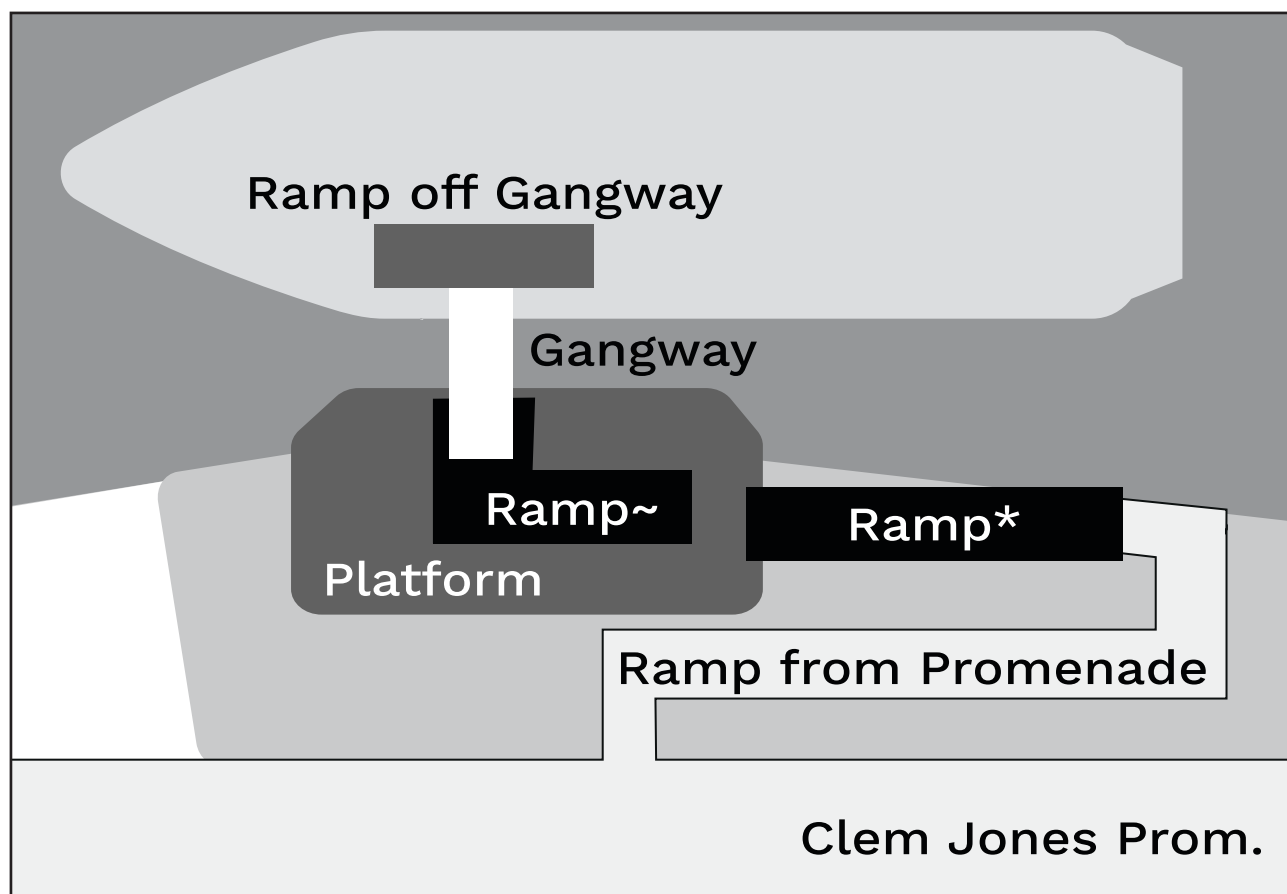 Ramp off Gangway
Gangway
Ramp~
Ramp*
Platform
Ramp from Promenade
Clem Jones Prom.